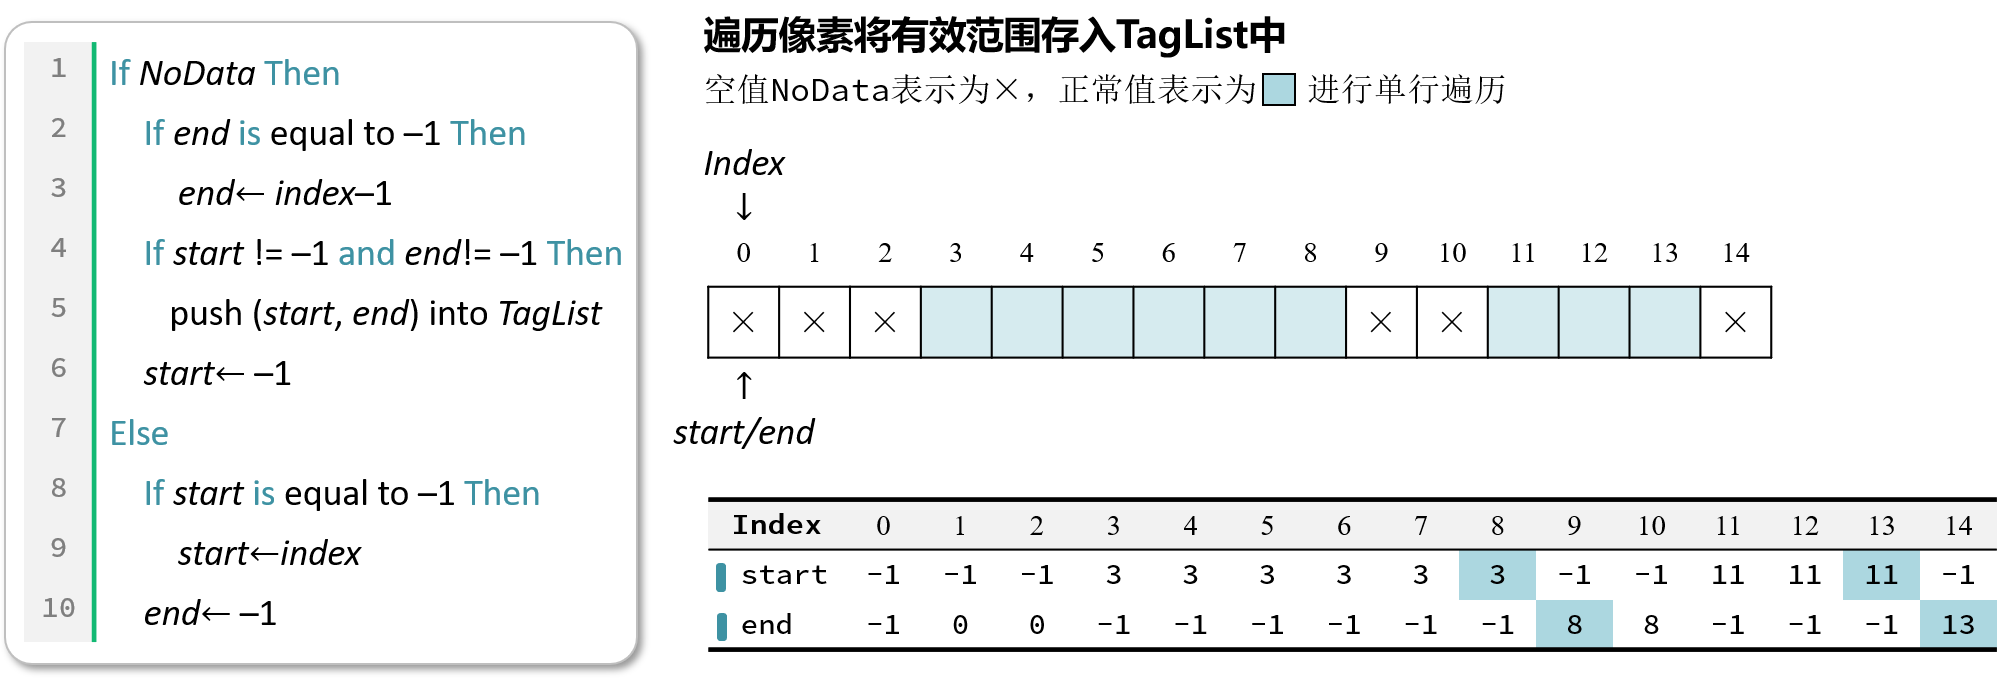 1 If NoData Then
2 If end is equal to –1 Then
3 end← index–1
4 If start != –1 and end!= –1 Then
5 push (start, end) into TagList
6 start← –1
7 Else
8 If start is equal to –1 Then
9 start←index
10 end← –1
遍历像素将有效范围存入TagList中
空值NoData表示为×，正常值表示为 进行单行遍历
Index
↓
0 1 2 3 4 5 6 7 8 9 10 11 12 13 14
× × × × × ×
↑
start/end
Index 0 1 2 3 4 5 6 7 8 9 10 11 12 13 14
start -1 -1 -1 3 3 3 3 3 3 -1 -1 11 11 11 -1
end -1 0 0 -1 -1 -1 -1 -1 -1 8 8 -1 -1 -1 13